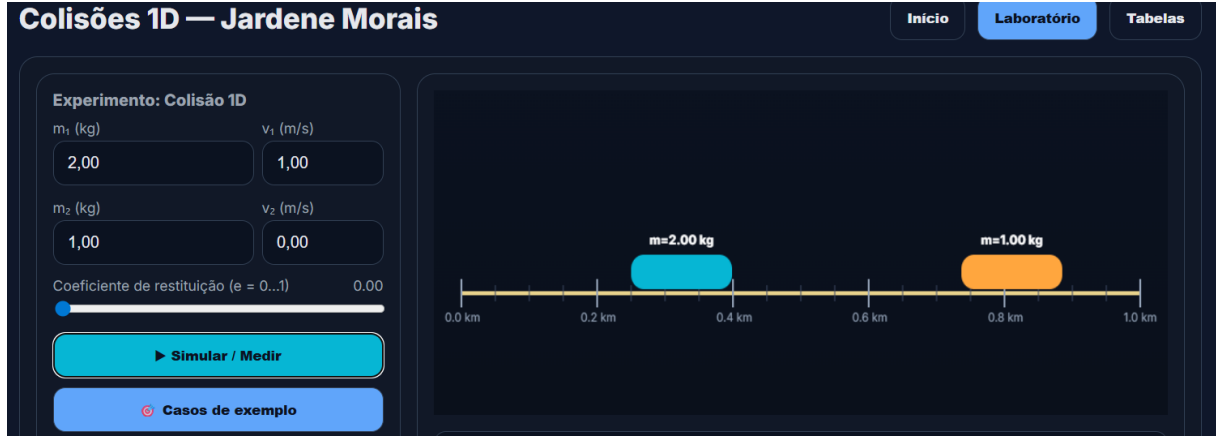 Colisões 1D — Jardene Morais
Início
Laboratório
Tabelas
Experimento: Colisão 1D
m₁ (kg) v₁ (m/s)
2,00 1,00
m₂ (kg) v₂ (m/s)
1,00 0,00
Coeficiente de restituição (e = 0…1) 0.00
▶ Simular / Medir
🎯 Casos de exemplo
m=2.00 kg m=1.00 kg
0.0 km 0.2 km 0.4 km 0.6 km 0.8 km 1.0 km